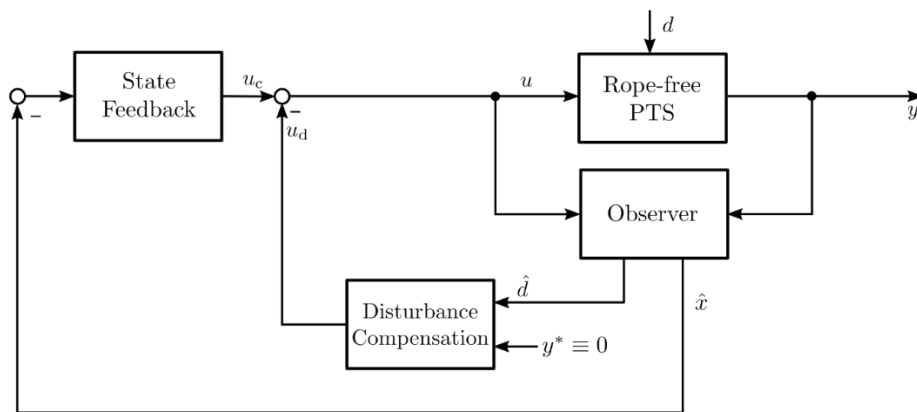 d
State
Feedback
u_c
u
Rope-free
PTS
y
-
-
u_d
Observer
d̂
x̂
Disturbance
Compensation
y* ≡ 0